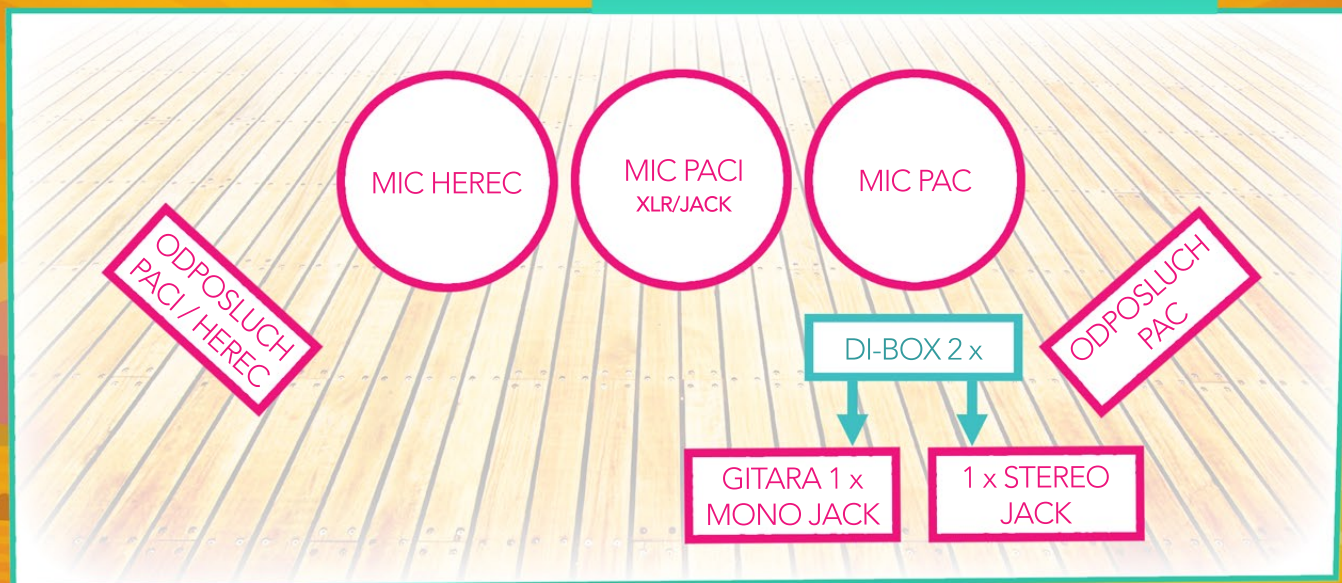 MIC HEREC
MIC PACI
XLR/JACK
MIC PAC
ODPOSLUCH
PACI / HEREC
ODPOSLUCH
PAC
DI-BOX 2 x
GITARA 1 x
MONO JACK
1 x STEREO
JACK